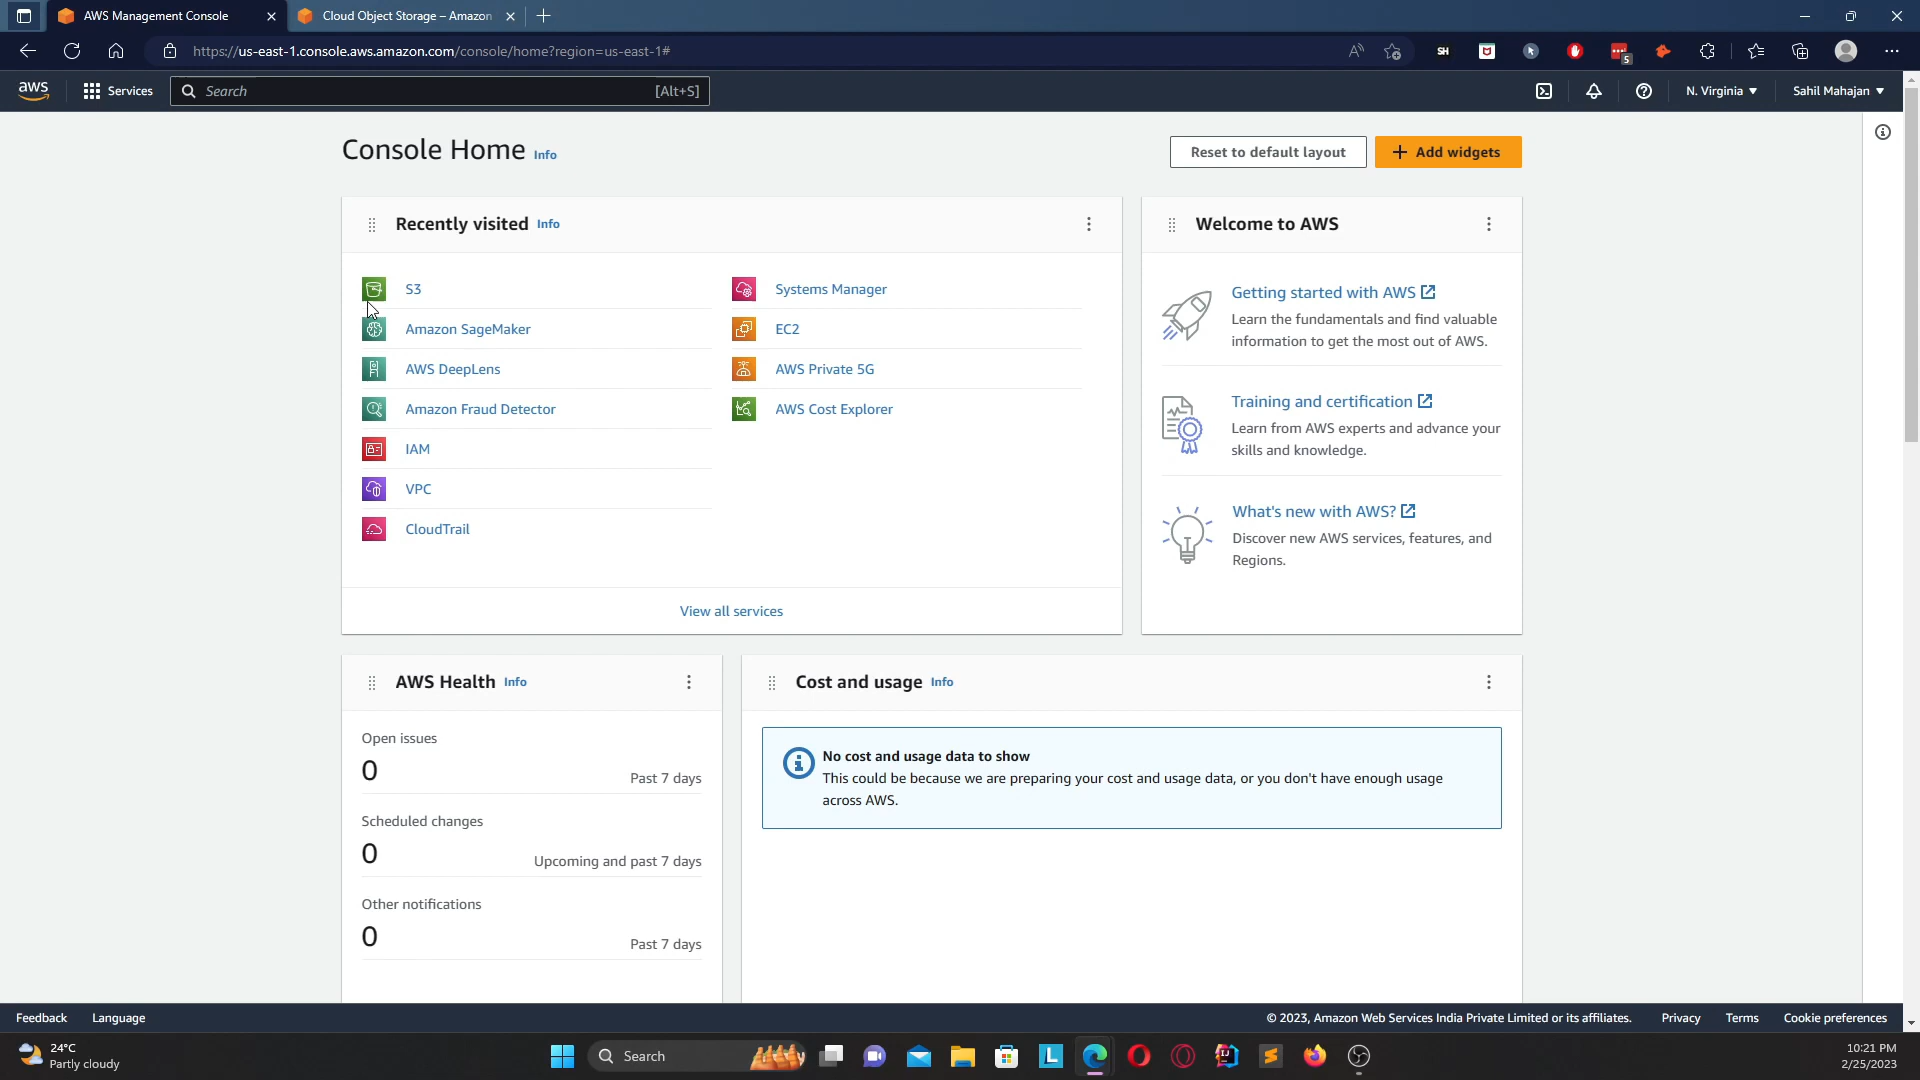 AWS Management Console
Cloud Object Storage – Amazon
https://us-east-1.console.aws.amazon.com/console/home?region=us-east-1#
SH
5
aws
Services
Search
[Alt+S]
N. Virginia
Sahil Mahajan
Console Home Info
Reset to default layout
Add widgets
Recently visited Info
S3
Amazon SageMaker
AWS DeepLens
Amazon Fraud Detector
IAM
VPC
CloudTrail
Systems Manager
EC2
AWS Private 5G
AWS Cost Explorer
View all services
Welcome to AWS
Getting started with AWS
Learn the fundamentals and find valuable
information to get the most out of AWS.
Training and certification
Learn from AWS experts and advance your
skills and knowledge.
What's new with AWS?
Discover new AWS services, features, and
Regions.
AWS Health Info
Open issues
0
Past 7 days
Scheduled changes
0
Upcoming and past 7 days
Other notifications
0
Past 7 days
Cost and usage Info
No cost and usage data to show
This could be because we are preparing your cost and usage data, or you don't have enough usage
across AWS.
Feedback
Language
© 2023, Amazon Web Services India Private Limited or its affiliates.
Privacy
Terms
Cookie preferences
24°C
Partly cloudy
Search
L
IJ
10:21 PM
2/25/2023